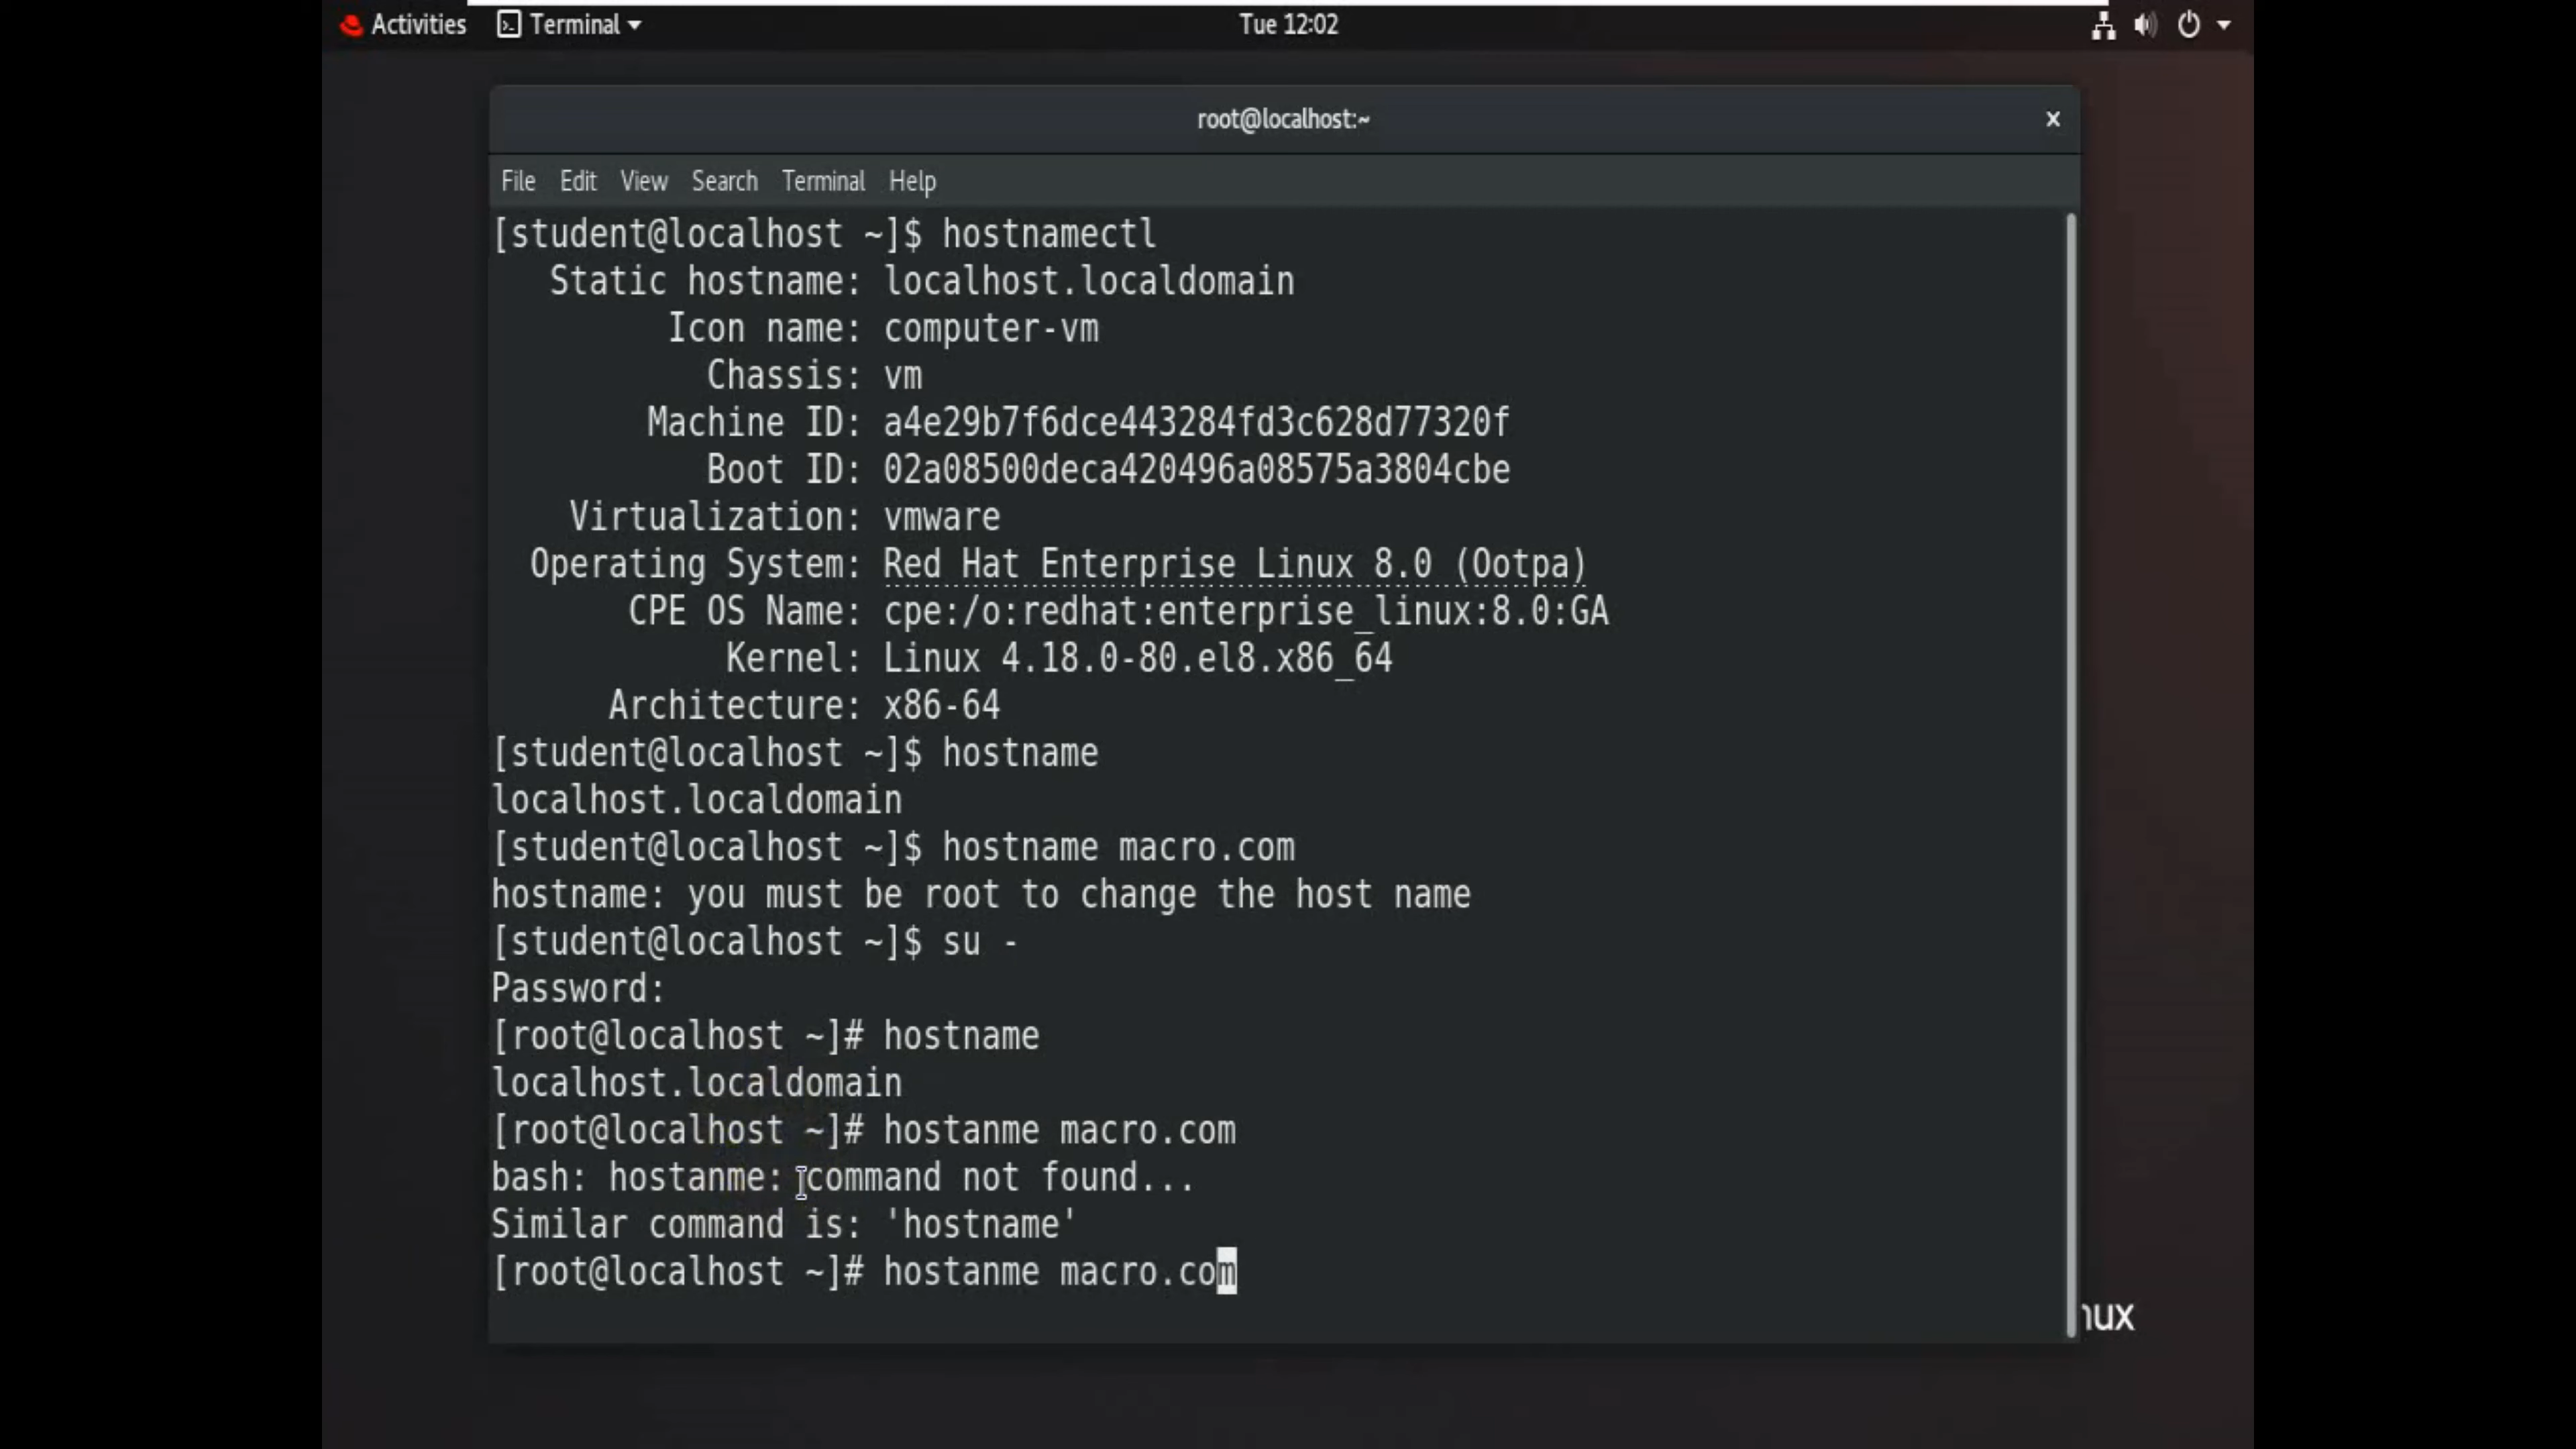 Activities Terminal Tue 12:02
root@localhost:~ x
File Edit View Search Terminal Help
[student@localhost ~]$ hostnamectl
Static hostname: localhost.localdomain
Icon name: computer-vm
Chassis: vm
Machine ID: a4e29b7f6dce443284fd3c628d77320f
Boot ID: 02a08500deca420496a08575a3804cbe
Virtualization: vmware
Operating System: Red Hat Enterprise Linux 8.0 (Ootpa)
CPE OS Name: cpe:/o:redhat:enterprise_linux:8.0:GA
Kernel: Linux 4.18.0-80.el8.x86_64
Architecture: x86-64
[student@localhost ~]$ hostname
localhost.localdomain
[student@localhost ~]$ hostname macro.com
hostname: you must be root to change the host name
[student@localhost ~]$ su -
Password:
[root@localhost ~]# hostname
localhost.localdomain
[root@localhost ~]# hostanme macro.com
bash: hostanme: command not found...
Similar command is: 'hostname'
[root@localhost ~]# hostanme macro.com